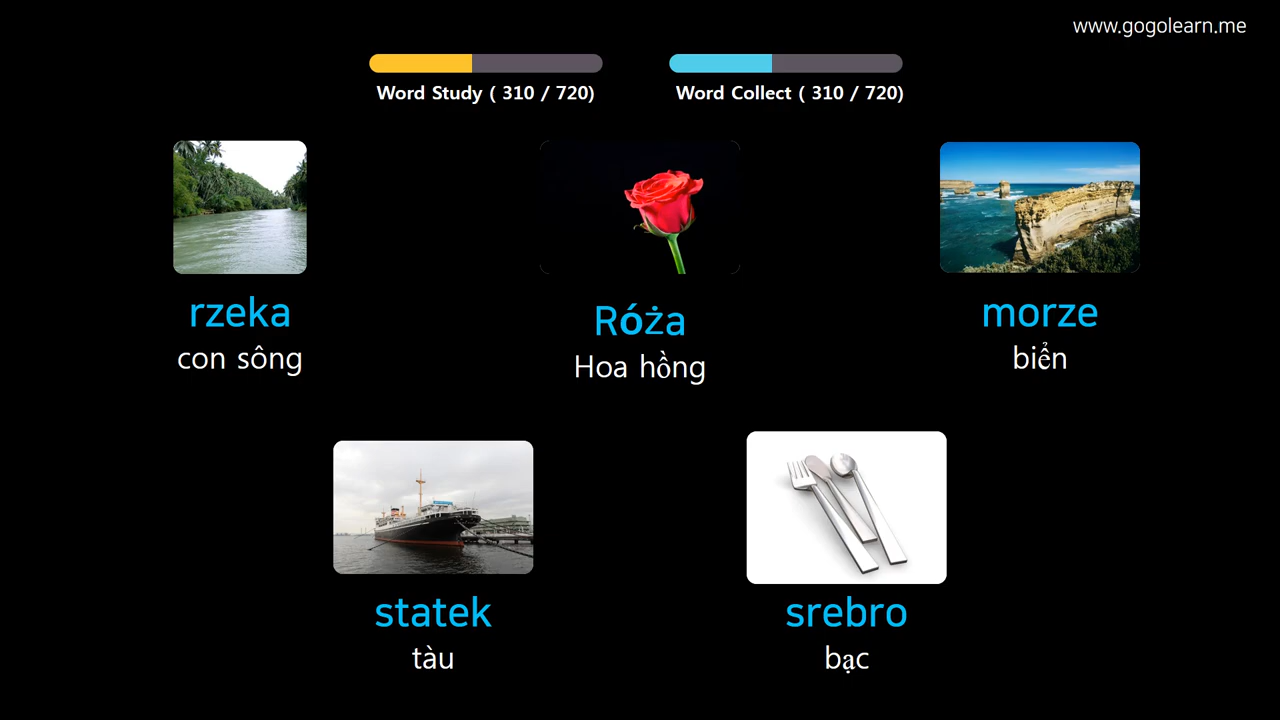 www.gogolearn.me
Word Study ( 310 / 720)
Word Collect ( 310 / 720)
rzeka
con sông
Róża
Hoa hồng
morze
biển
statek
tàu
srebro
bạc